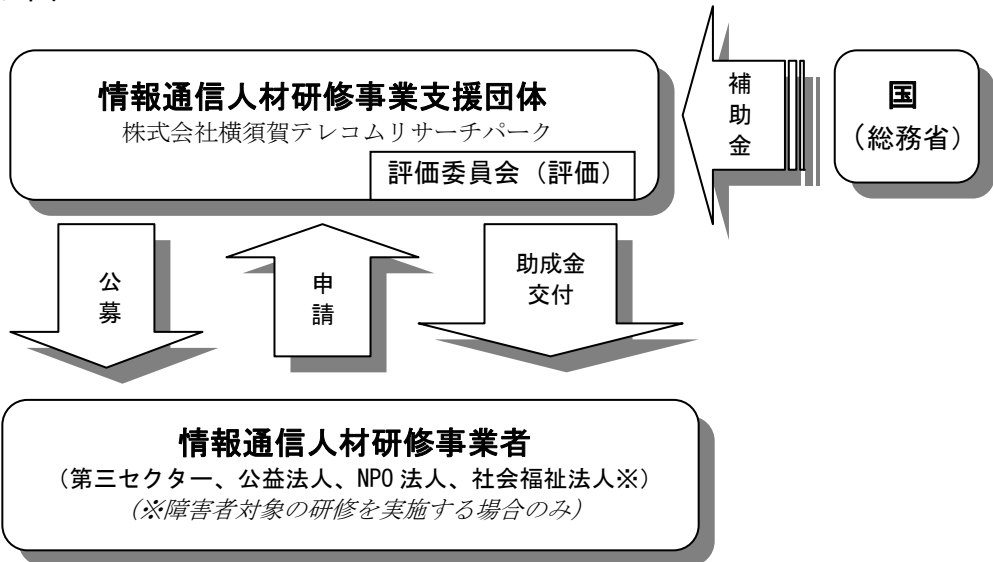 情報通信人材研修事業支援団体
株式会社横須賀テレコムリサーチパーク
評価委員会（評価）
補助金
国
（総務省）
公募
申請
助成金
交付
情報通信人材研修事業者
（第三セクター、公益法人、NPO法人、社会福祉法人※）
（※障害者対象の研修を実施する場合のみ）